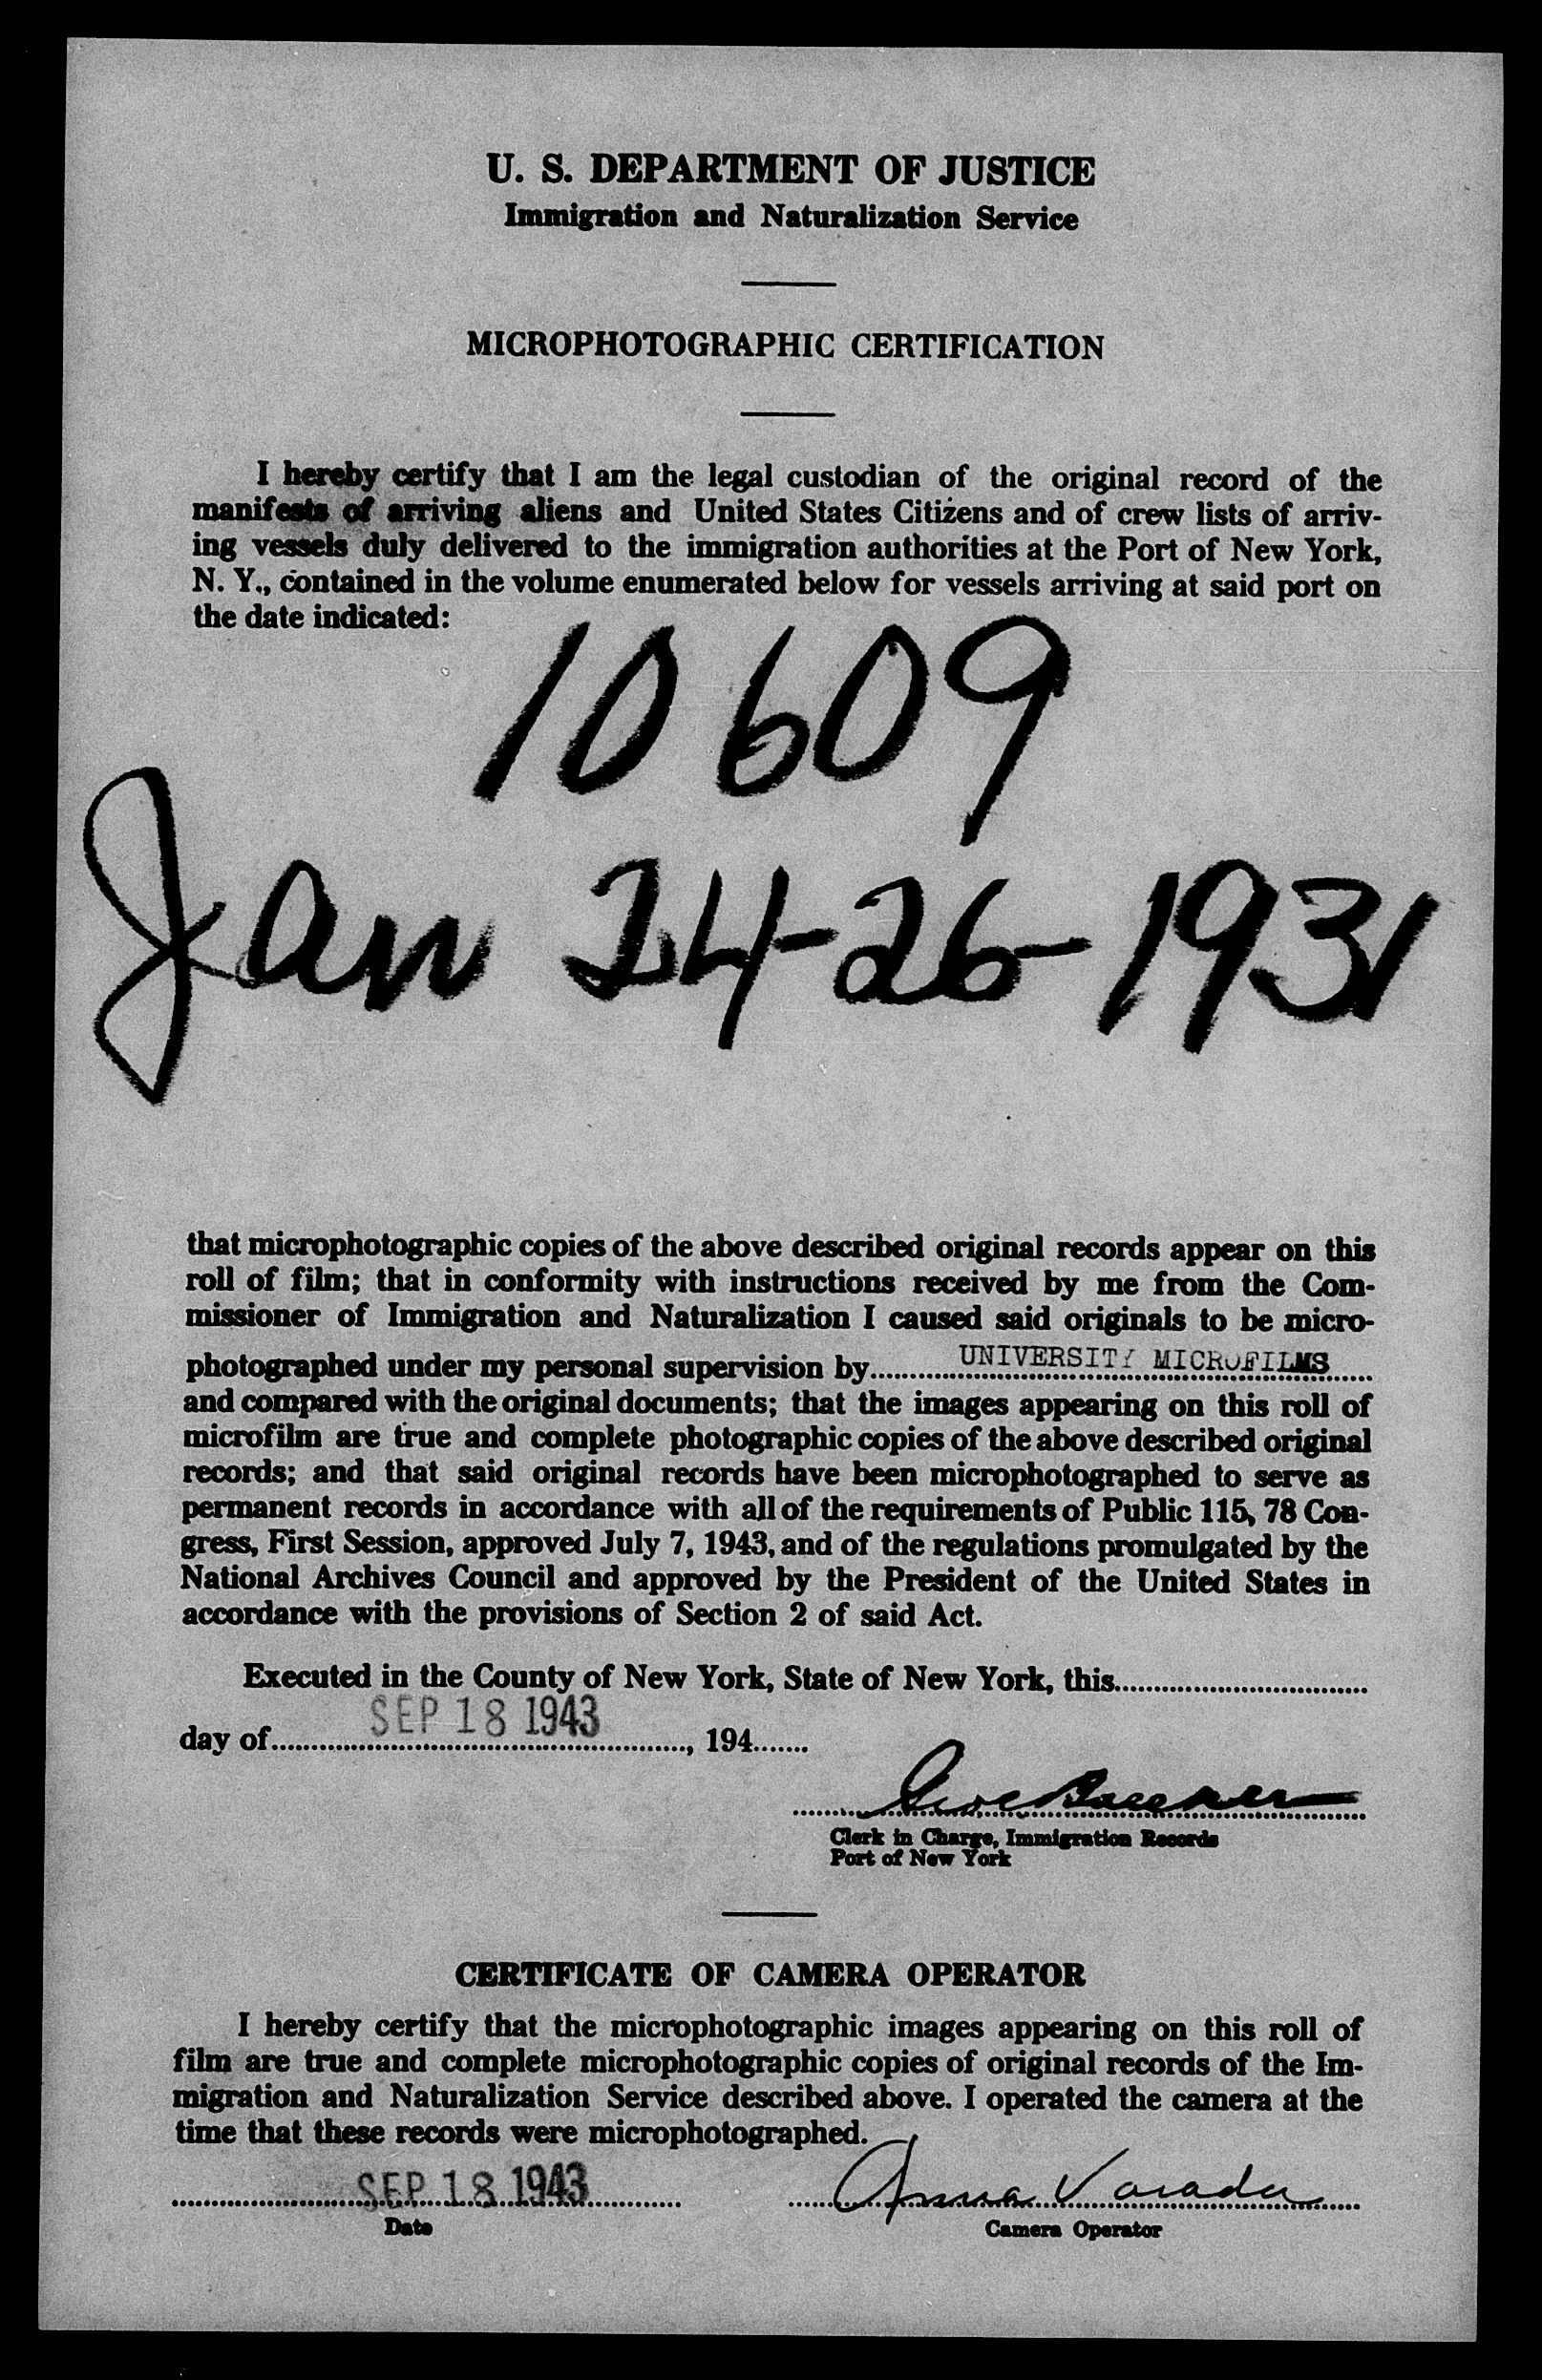 U. S. DEPARTMENT OF JUSTICE
Immigration and Naturalization Service
MICROPHOTOGRAPHIC CERTIFICATION
I hereby certify that I am the legal custodian of the original record of the
manifests of arriving aliens and United States Citizens and of crew lists of arriv-
ing vessels duly delivered to the immigration authorities at the Port of New York,
N. Y., contained in the volume enumerated below for vessels arriving at said port on
the date indicated:
10609
Jan 24-26-1931
that microphotographic copies of the above described original records appear on this
roll of film; that in conformity with instructions received by me from the Com-
missioner of Immigration and Naturalization I caused said originals to be micro-
photographed under my personal supervision by UNIVERSITY MICROFILMS
and compared with the original documents; that the images appearing on this roll of
microfilm are true and complete photographic copies of the above described original
records; and that said original records have been microphotographed to serve as
permanent records in accordance with all of the requirements of Public 115, 78 Con-
gress, First Session, approved July 7, 1943, and of the regulations promulgated by the
National Archives Council and approved by the President of the United States in
accordance with the provisions of Section 2 of said Act.
Executed in the County of New York, State of New York, this
day of SEP 18 1943, 194
Clerk in Charge, Immigration Records
Port of New York
CERTIFICATE OF CAMERA OPERATOR
I hereby certify that the microphotographic images appearing on this roll of
film are true and complete microphotographic copies of original records of the Im-
migration and Naturalization Service described above. I operated the camera at the
time that these records were microphotographed.
SEP 18 1943 Anna
Date Camera Operator